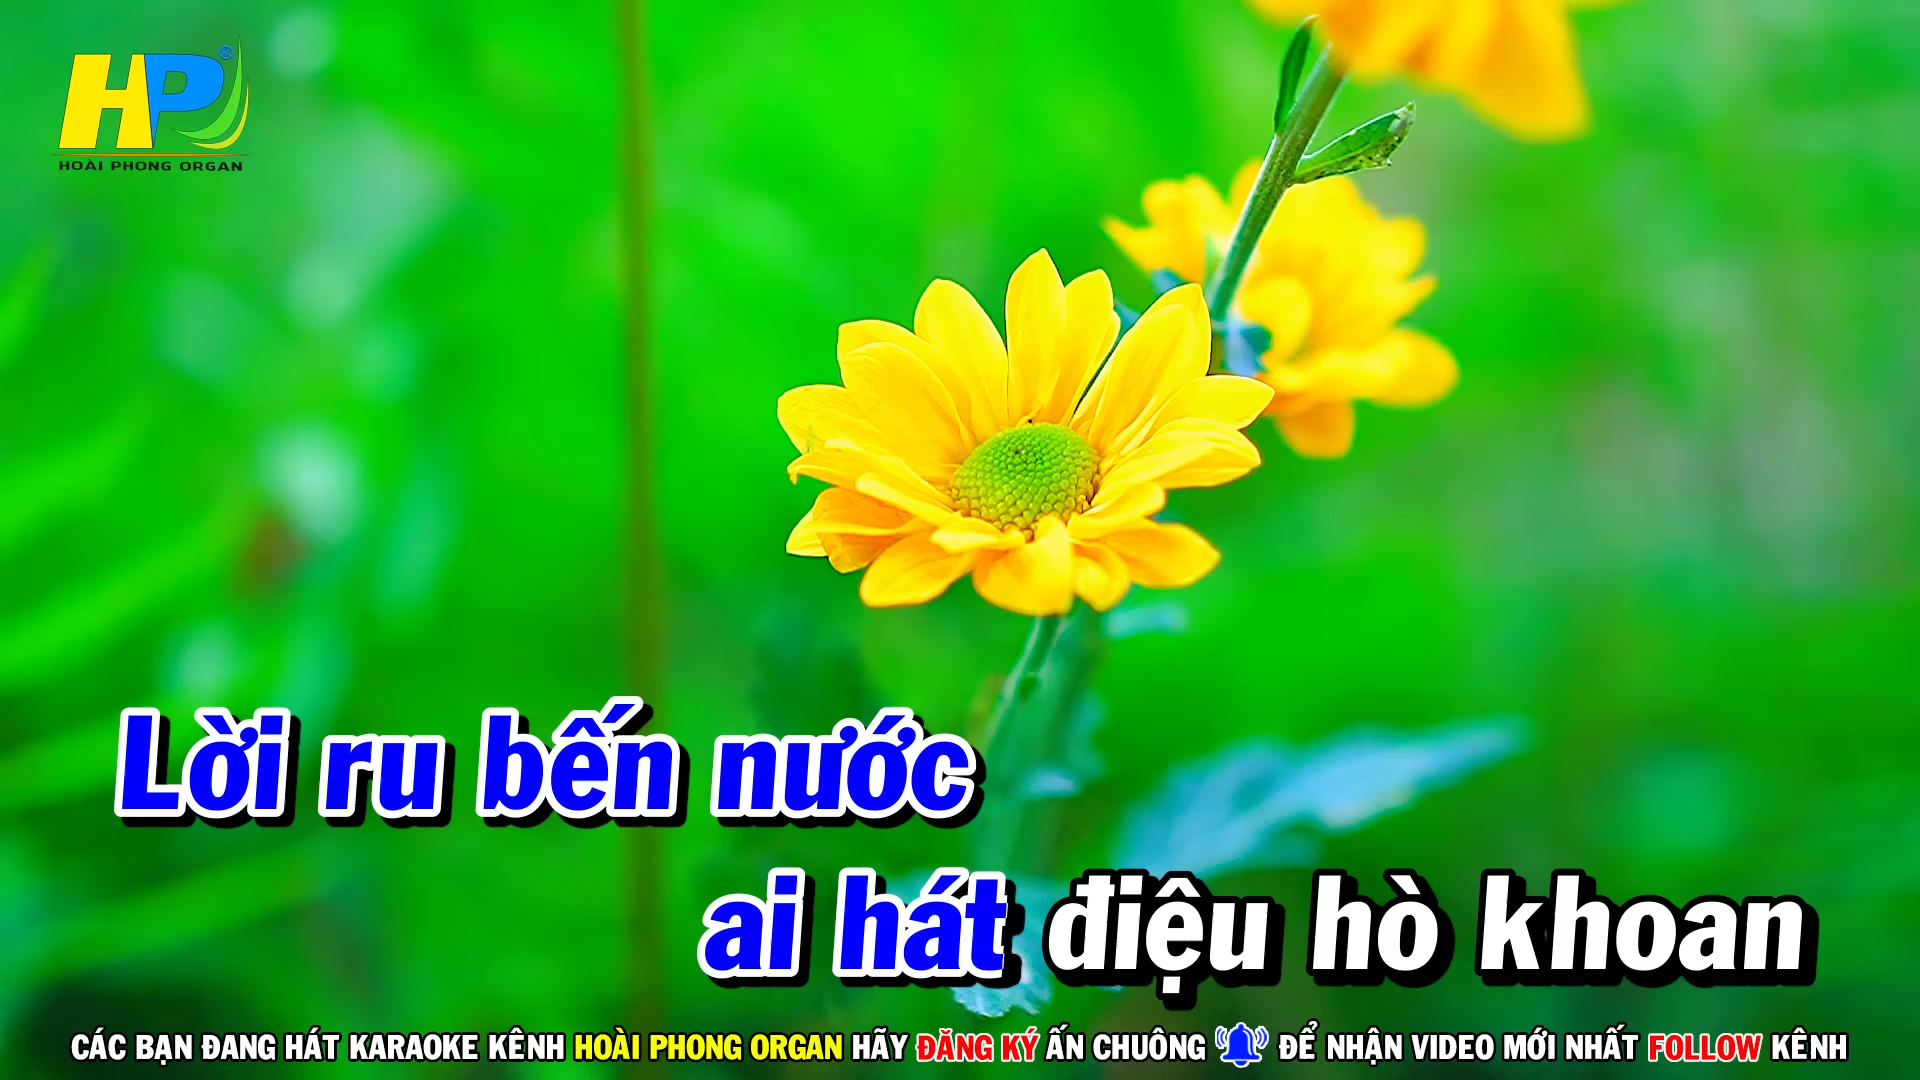 HP®
HOÀI PHONG ORGAN
Lời ru bến nước
ai hát điệu hò khoan
CÁC BẠN ĐANG HÁT KARAOKE KÊNH HOÀI PHONG ORGAN HÃY ĐĂNG KÝ ẤN CHUÔNG ĐỂ NHẬN VIDEO MỚI NHẤT FOLLOW KÊNH